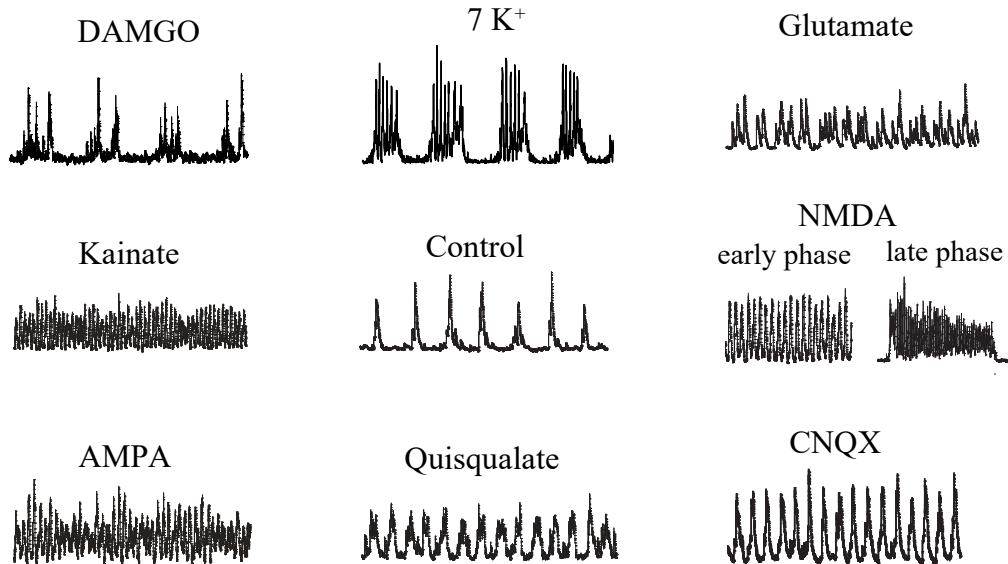 DAMGO
7 K⁺
Glutamate
Kainate
Control
NMDA
early phase
late phase
AMPA
Quisqualate
CNQX